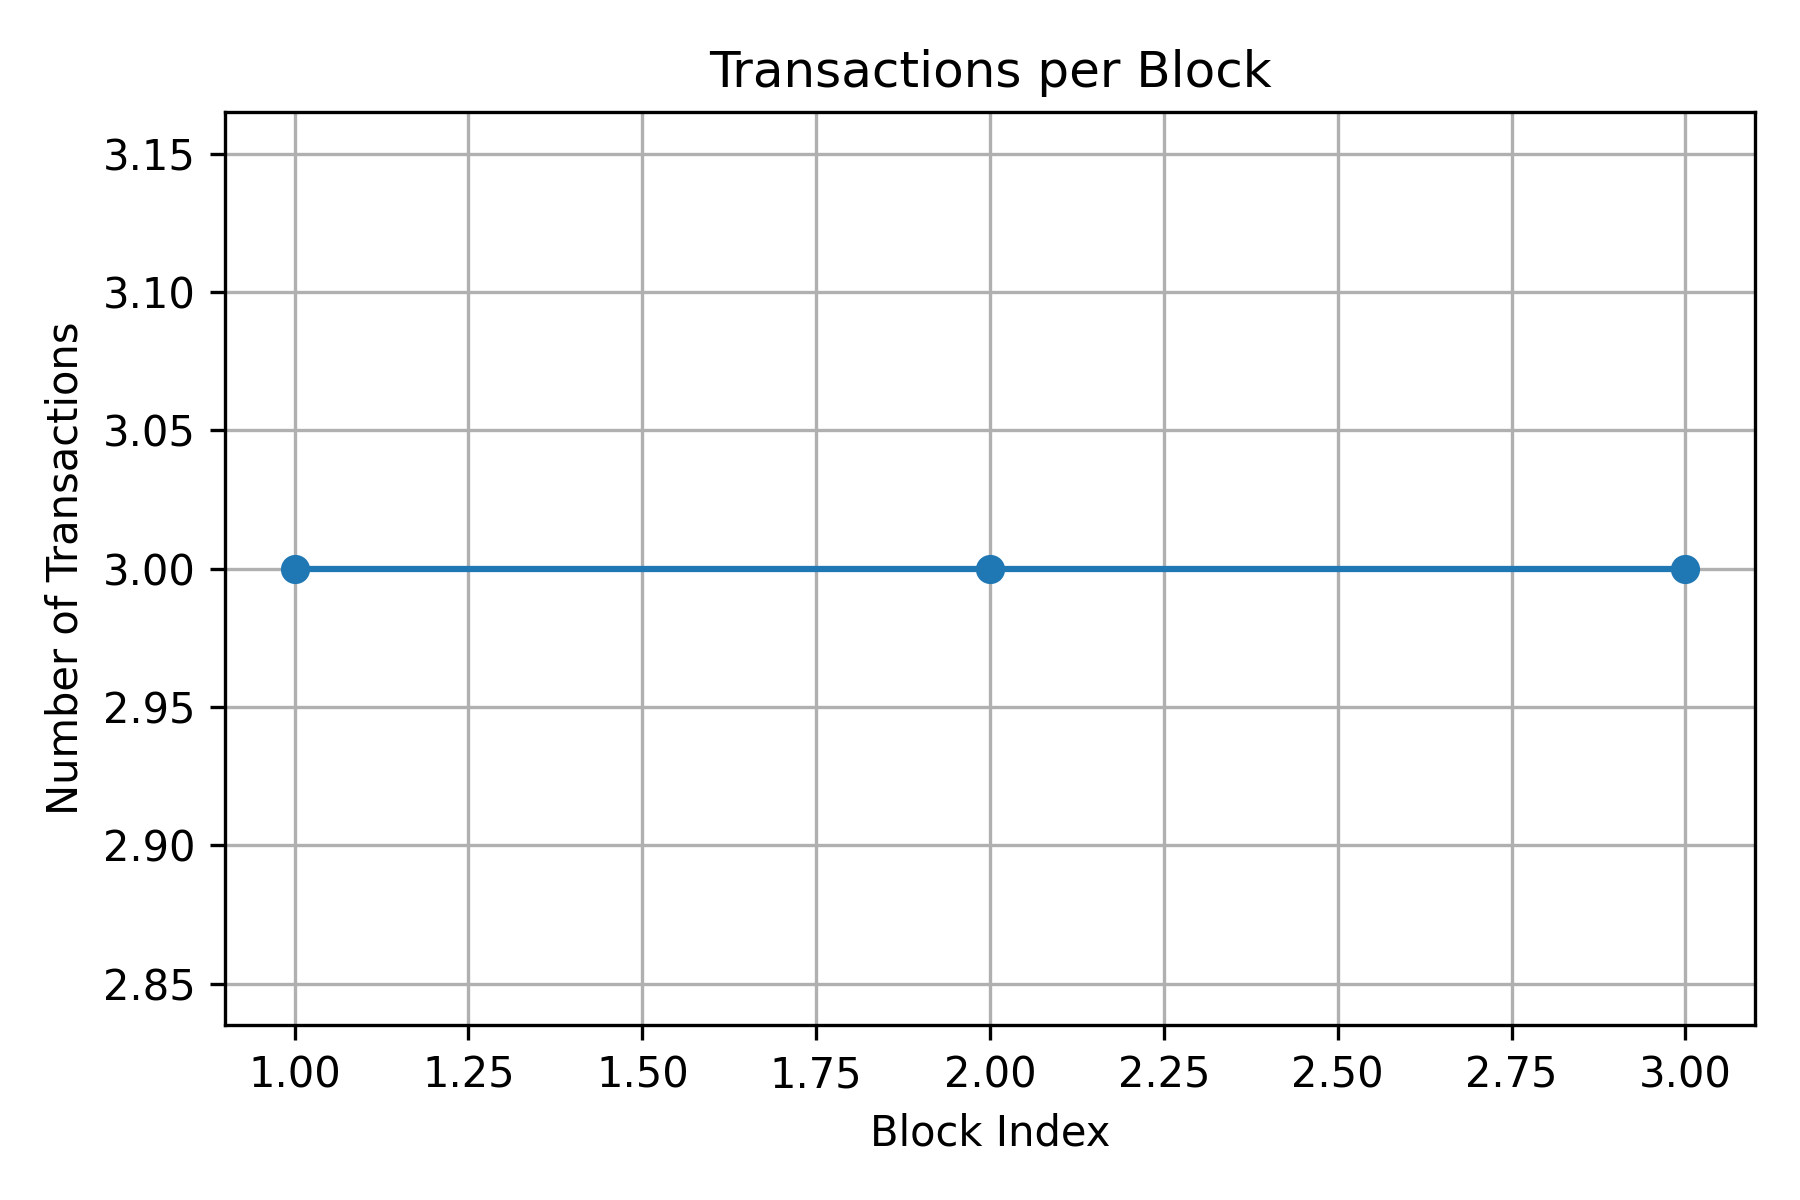 Transactions per Block
Number of Transactions
3.15
3.10
3.05
3.00
2.95
2.90
2.85
1.00 1.25 1.50 1.75 2.00 2.25 2.50 2.75 3.00
Block Index